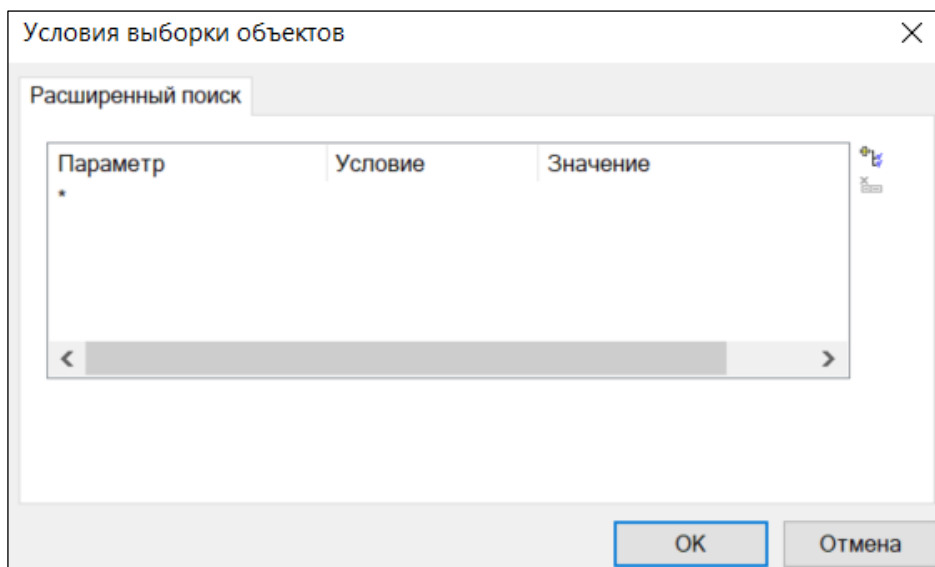 Условия выборки объектов
Расширенный поиск
Параметр Условие Значение
*
OK Отмена